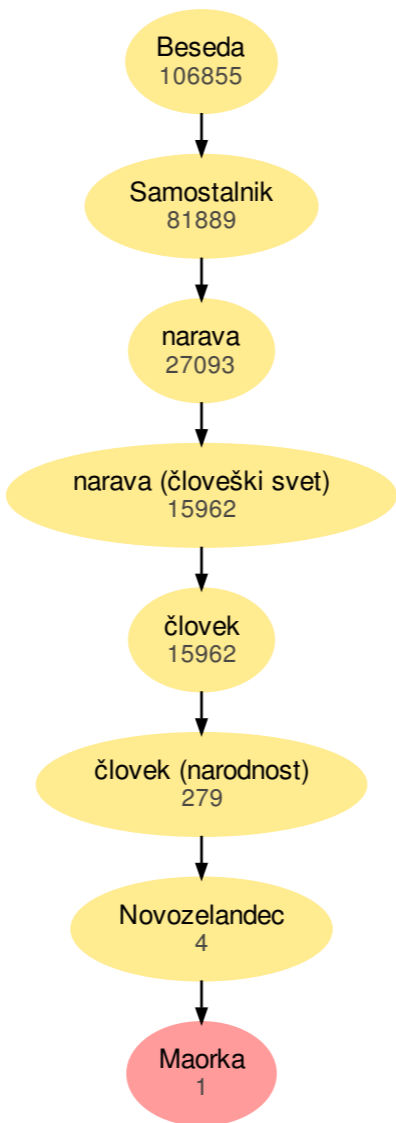 Beseda
106855
Samostalnik
81889
narava
27093
narava (človeški svet)
15962
človek
15962
človek (narodnost)
279
Novozelandec
4
Maorka
1